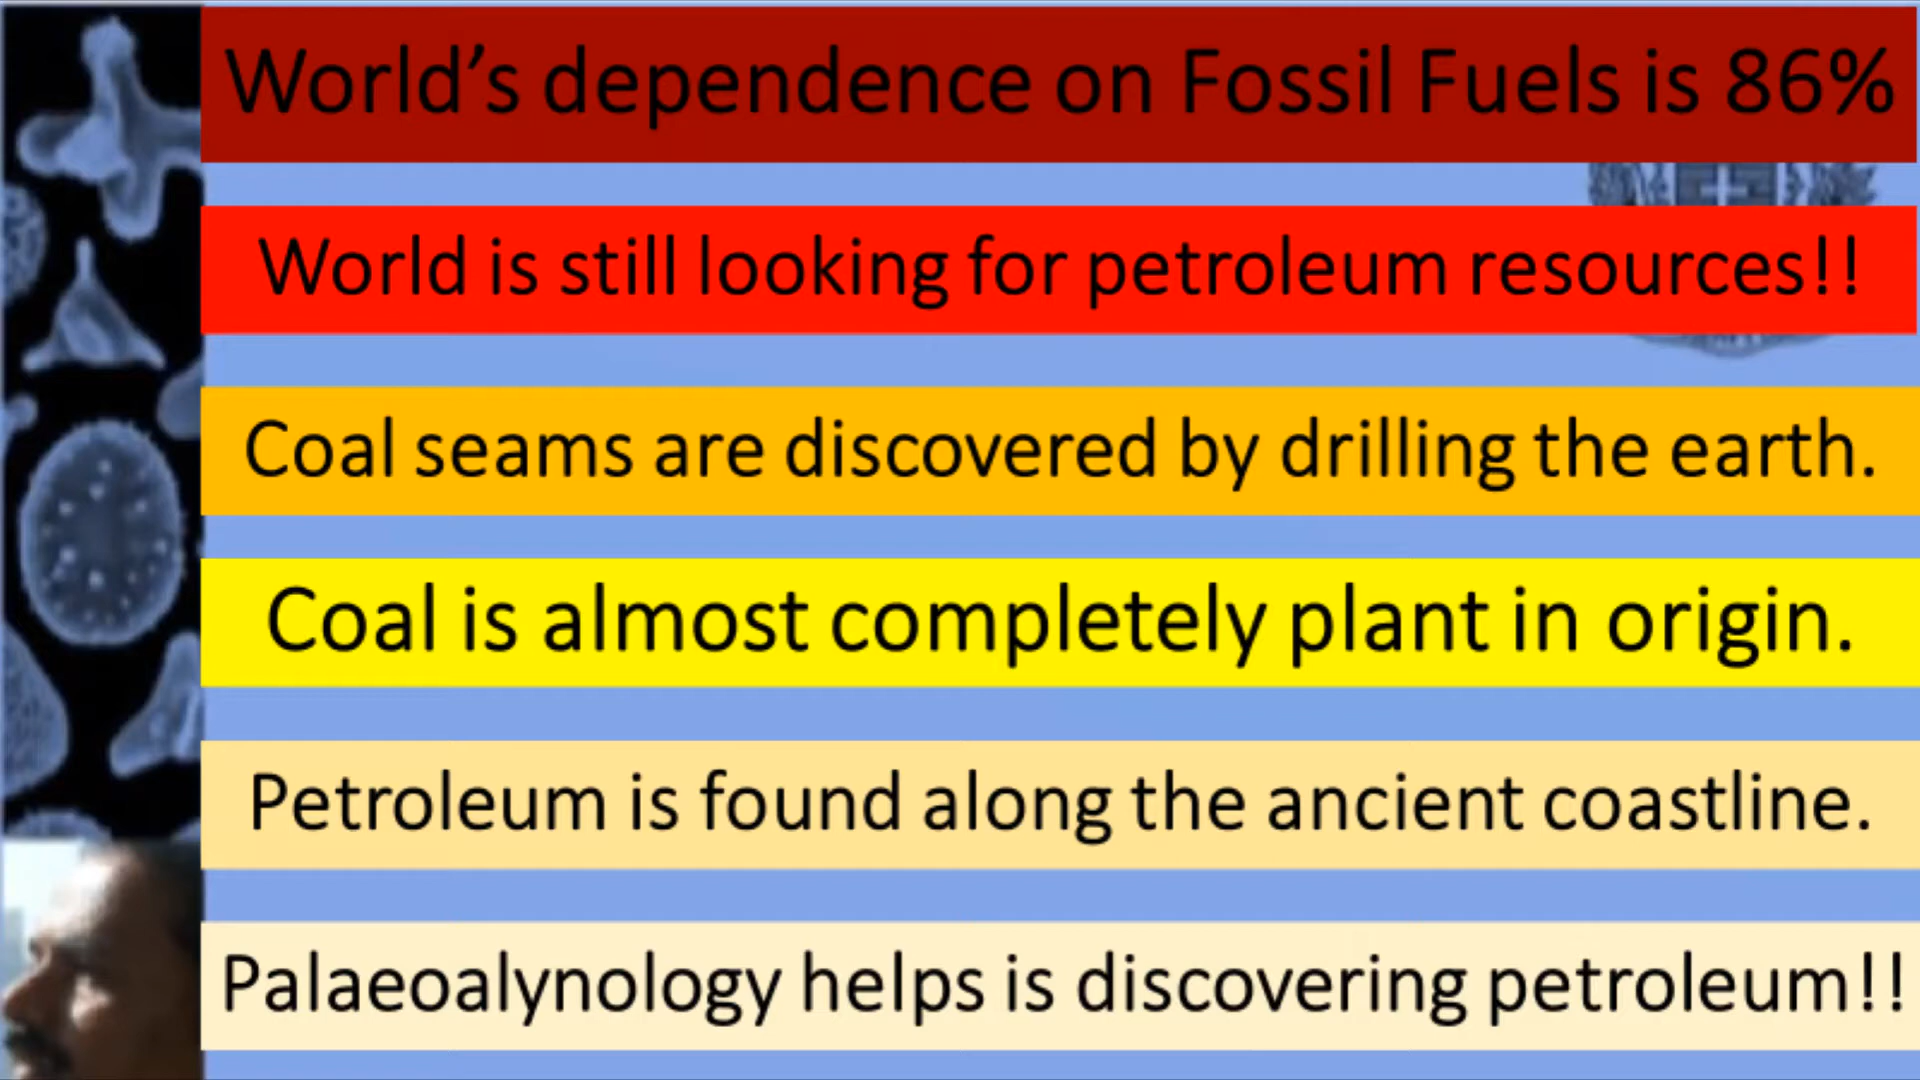 World’s dependence on Fossil Fuels is 86%
World is still looking for petroleum resources!!
Coal seams are discovered by drilling the earth.
Coal is almost completely plant in origin.
Petroleum is found along the ancient coastline.
Palaeoalynology helps is discovering petroleum!!